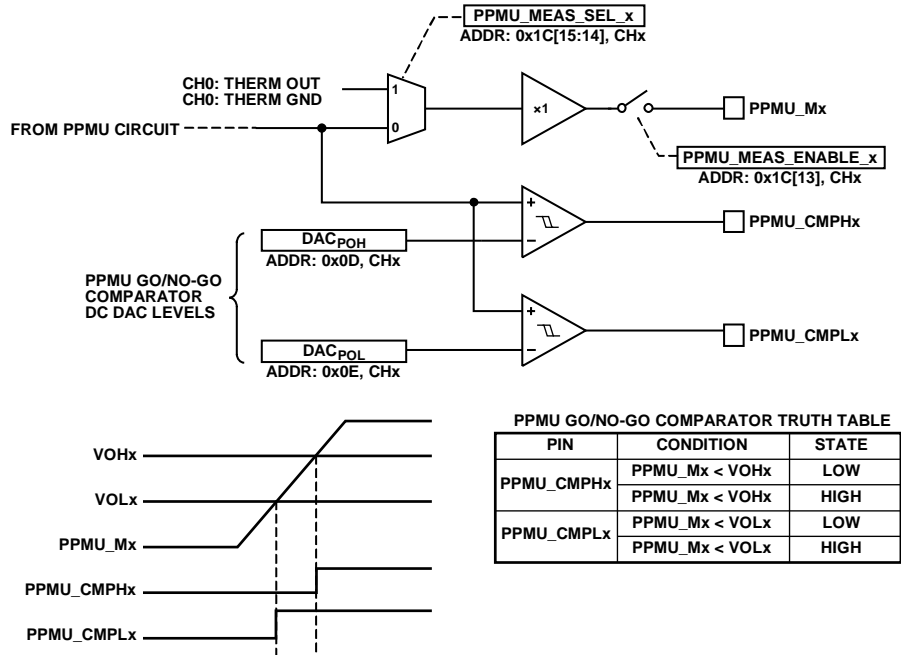 PPMU_MEAS_SEL_x
ADDR: 0x1C[15:14], CHx
CH0: THERM OUT
CH0: THERM GND
1
0
×1
FROM PPMU CIRCUIT
PPMU_Mx
PPMU_MEAS_ENABLE_x
ADDR: 0x1C[13], CHx
+
–
PPMU_CMPHx
DACPOH
ADDR: 0x0D, CHx
PPMU GO/NO-GO
COMPARATOR
DC DAC LEVELS
+
–
PPMU_CMPLx
DACPOL
ADDR: 0x0E, CHx
VOHx
VOLx
PPMU_Mx
PPMU_CMPHx
PPMU_CMPLx
PPMU GO/NO-GO COMPARATOR TRUTH TABLE
PIN CONDITION STATE
PPMU_CMPHx PPMU_Mx < VOHx LOW
PPMU_Mx < VOHx HIGH
PPMU_CMPLx PPMU_Mx < VOLx LOW
PPMU_Mx < VOLx HIGH